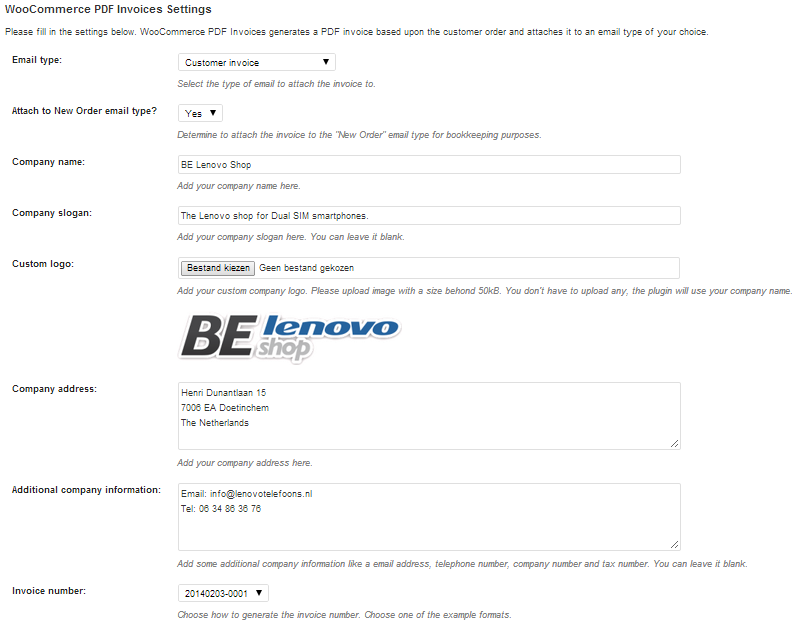 WooCommerce PDF Invoices Settings
Please fill in the settings below. WooCommerce PDF Invoices generates a PDF invoice based upon the customer order and attaches it to an email type of your choice.
Email type:
Customer invoice
Select the type of email to attach the invoice to.
Attach to New Order email type?
Yes
Determine to attach the invoice to the "New Order" email type for bookkeeping purposes.
Company name:
BE Lenovo Shop
Add your company name here.
Company slogan:
The Lenovo shop for Dual SIM smartphones.
Add your company slogan here. You can leave it blank.
Custom logo:
Bestand kiezen Geen bestand gekozen
Add your custom company logo. Please upload image with a size behond 50kB. You don't have to upload any, the plugin will use your company name.
BE lenovo
shop
Company address:
Henri Dunantlaan 15
7006 EA Doetinchem
The Netherlands
Add your company address here.
Additional company information:
Email: info@lenovotelefoons.nl
Tel: 06 34 86 36 76
Add some additional company information like a email address, telephone number, company number and tax number. You can leave it blank.
Invoice number:
20140203-0001
Choose how to generate the invoice number. Choose one of the example formats.